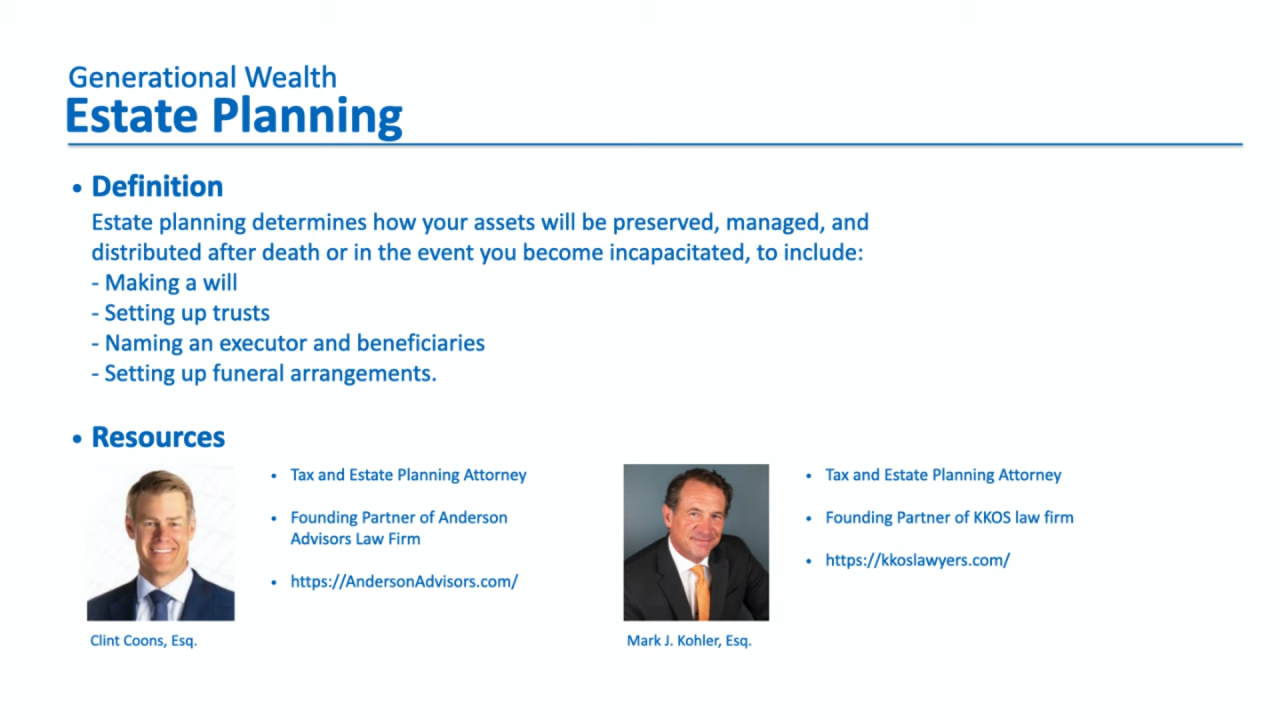 Generational Wealth
Estate Planning
• Definition
Estate planning determines how your assets will be preserved, managed, and
distributed after death or in the event you become incapacitated, to include:
- Making a will
- Setting up trusts
- Naming an executor and beneficiaries
- Setting up funeral arrangements.
• Resources
• Tax and Estate Planning Attorney
• Founding Partner of Anderson
Advisors Law Firm
• https://AndersonAdvisors.com/
Clint Coons, Esq.
• Tax and Estate Planning Attorney
• Founding Partner of KKOS law firm
• https://kkoslawyers.com/
Mark J. Kohler, Esq.